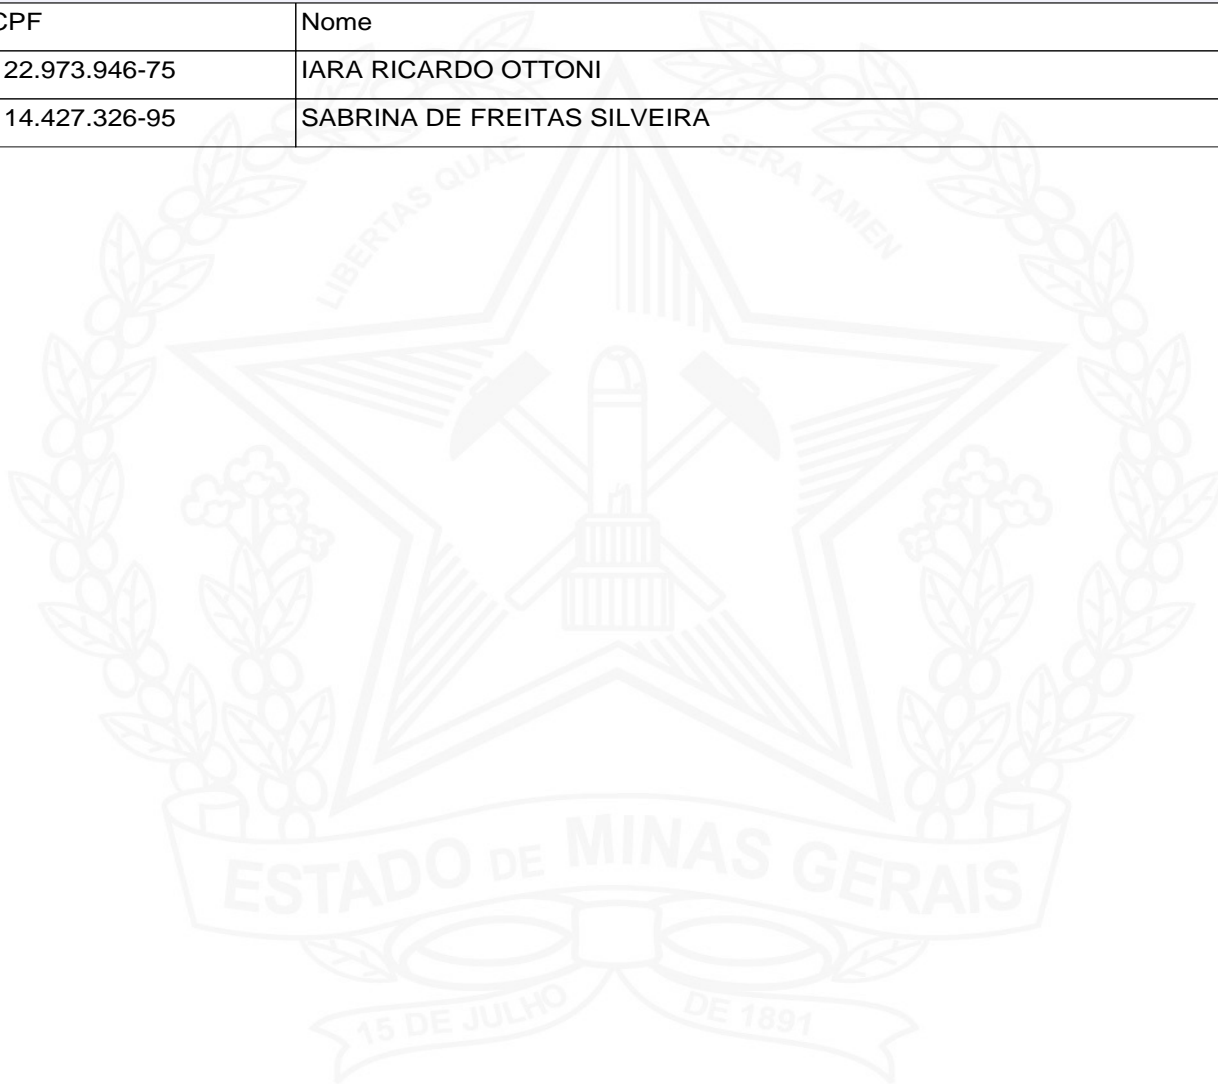 CPF Nome
22.973.946-75 IARA RICARDO OTTONI
14.427.326-95 SABRINA DE FREITAS SILVEIRA
LIBERTAS QUAE SERA TAMEN
ESTADO DE MINAS GERAIS
15 DE JULHO DE 1891